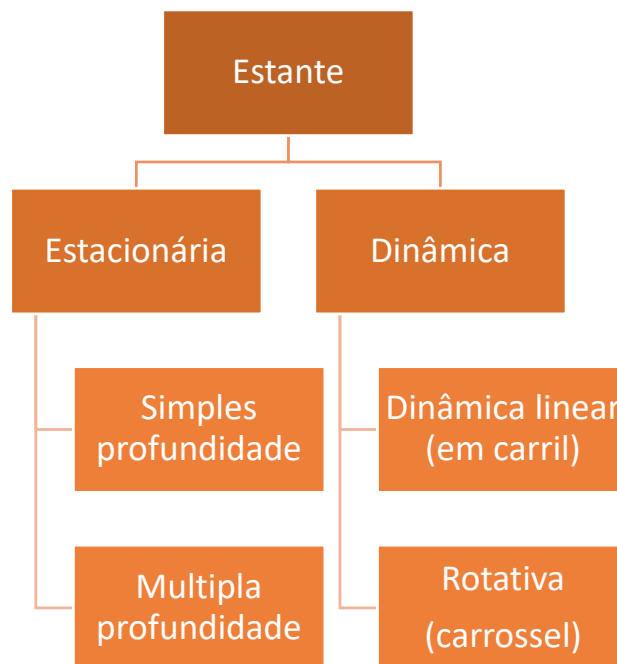 Estante
Estacionária
Dinâmica
Simples
profundidade
Dinâmica linear
(em carril)
Multipla
profundidade
Rotativa
(carrossel)